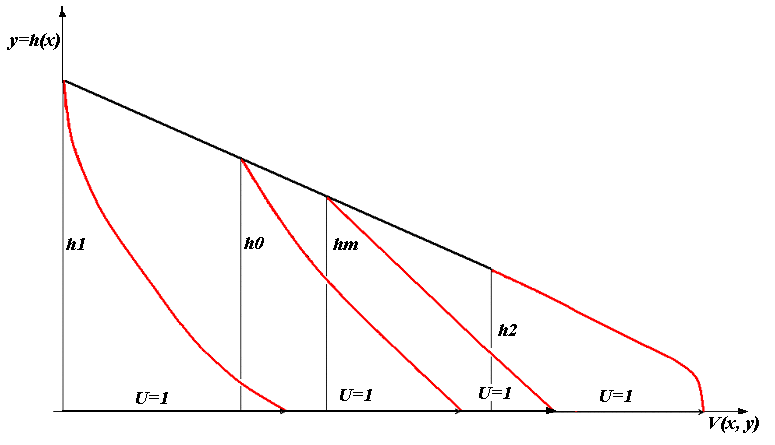 y=h(x)
h1
h0
hm
h2
U=1
U=1
U=1
U=1
V(x, y)